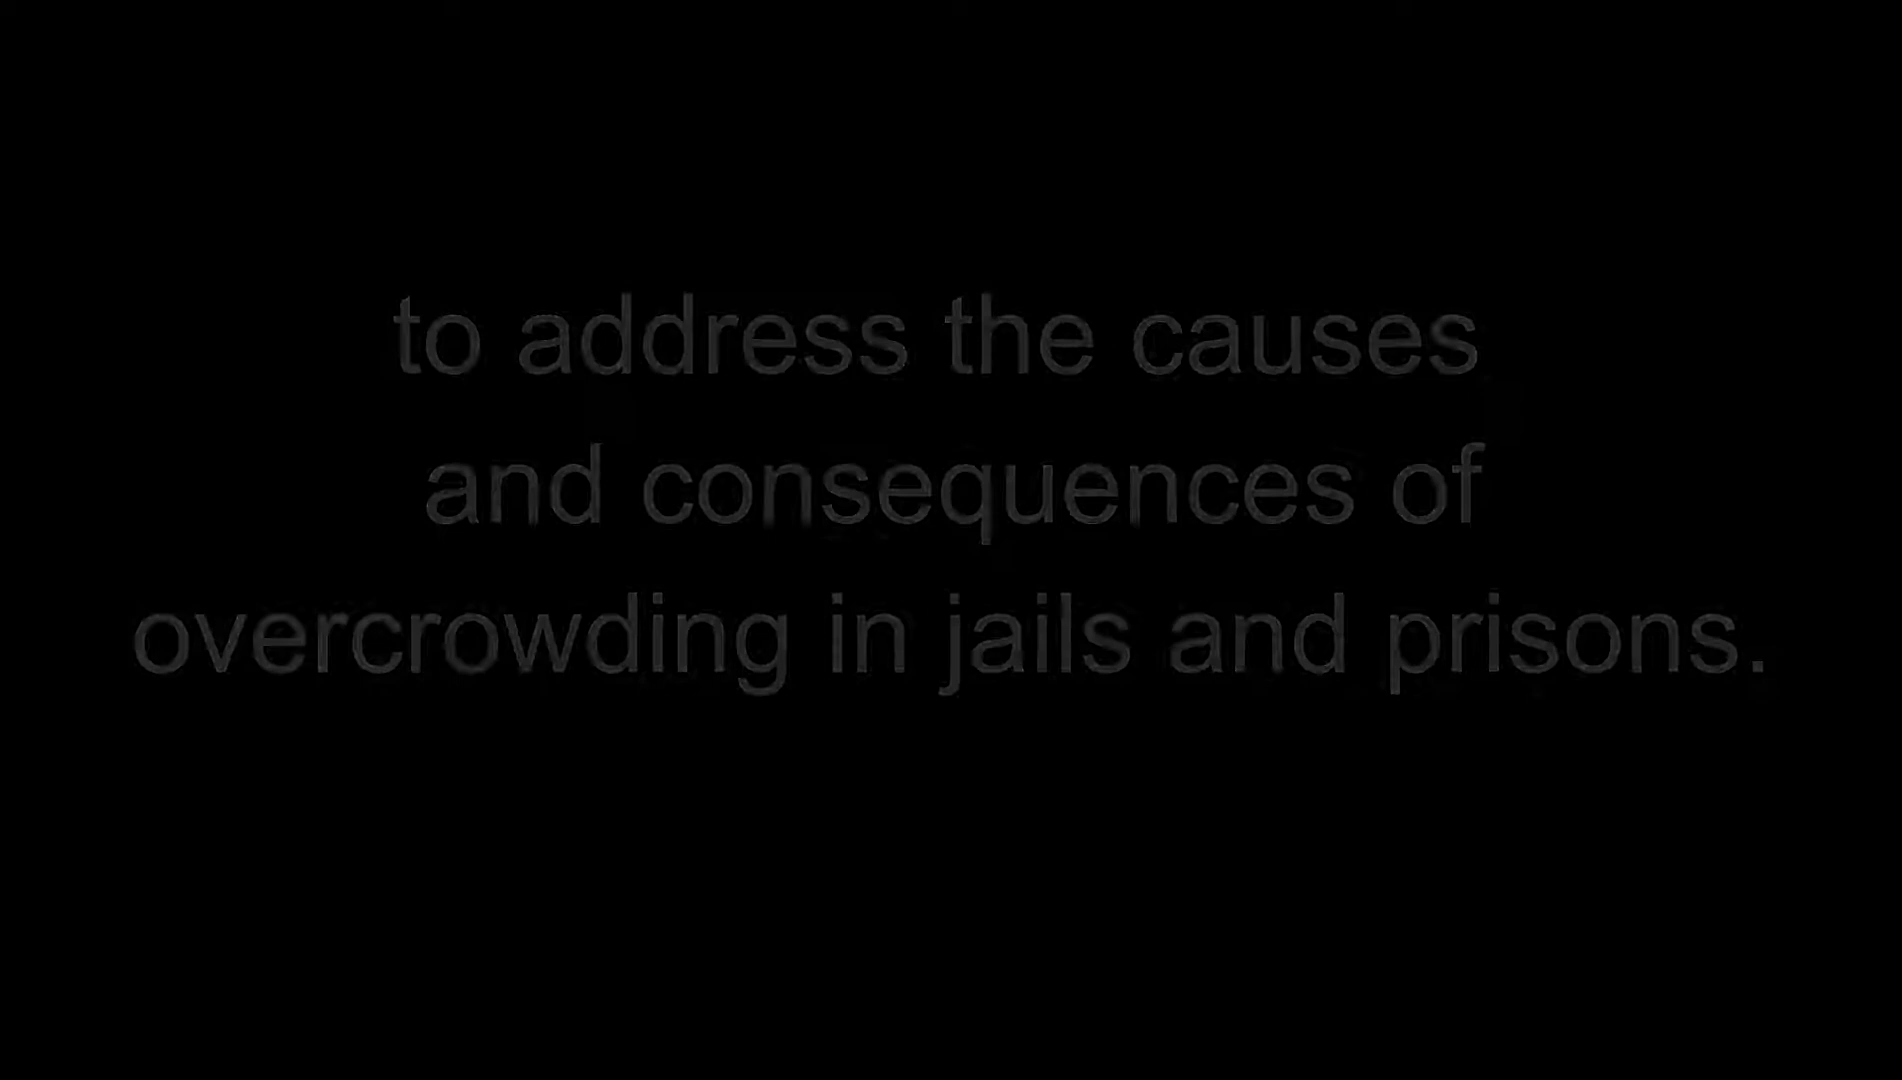 to address the causes
and consequences of
overcrowding in jails and prisons.